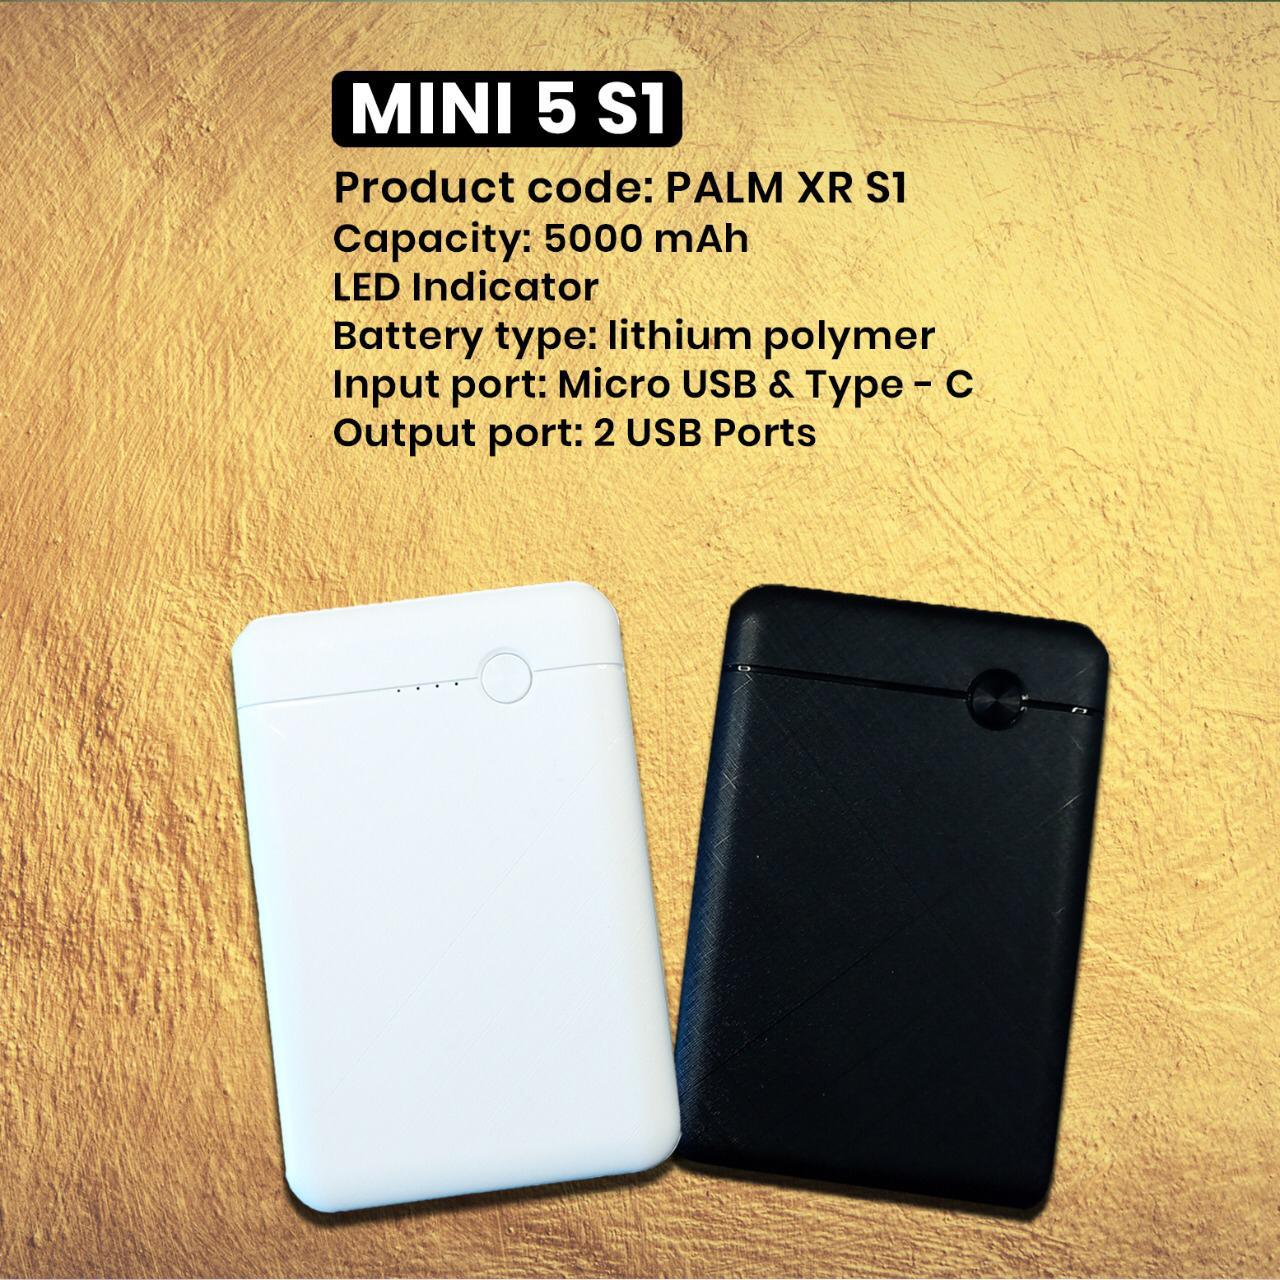 MINI 5 S1
Product code: PALM XR S1
Capacity: 5000 mAh
LED Indicator
Battery type: lithium polymer
Input port: Micro USB & Type - C
Output port: 2 USB Ports